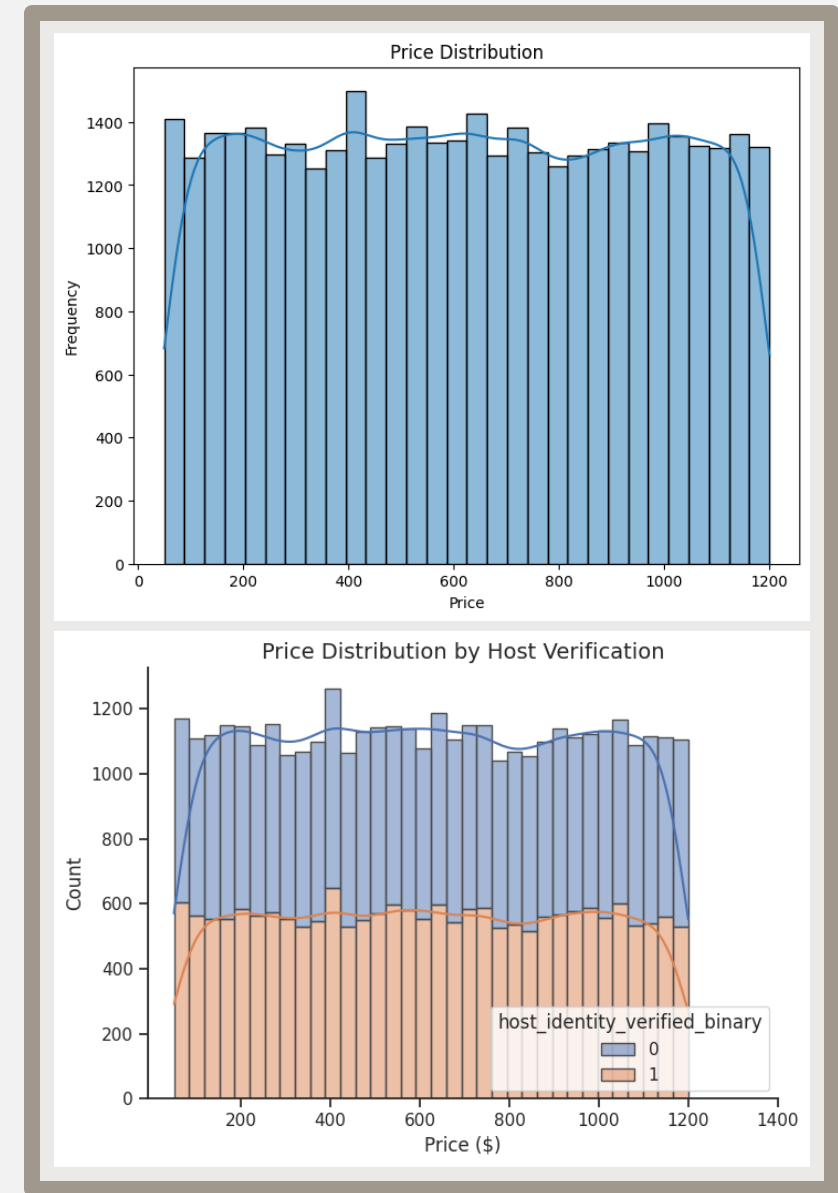 Price Distribution
1400
1200
1000
800
600
400
200
0
Frequency
0 200 400 600 800 1000 1200
Price
Price Distribution by Host Verification
1200
1000
800
600
400
200
0
Count
host_identity_verified_binary
0
1
200 400 600 800 1000 1200 1400
Price ($)